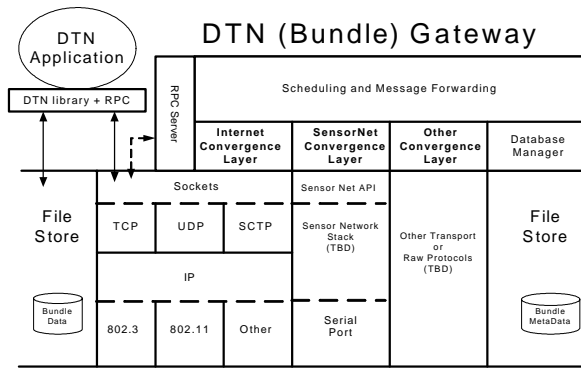 DTN
Application
DTN (Bundle) Gateway
DTN library + RPC
RPC Server
Scheduling and Message Forwarding
Internet
Convergence
Layer
SensorNet
Convergence
Layer
Other
Convergence
Layer
Database
Manager
Sockets
Sensor Net API
File
Store
TCP
UDP
SCTP
Sensor Network
Stack
(TBD)
Other Transport
or
Raw Protocols
(TBD)
File
Store
IP
Bundle
Data
802.3
802.11
Other
Serial
Port
Bundle
MetaData